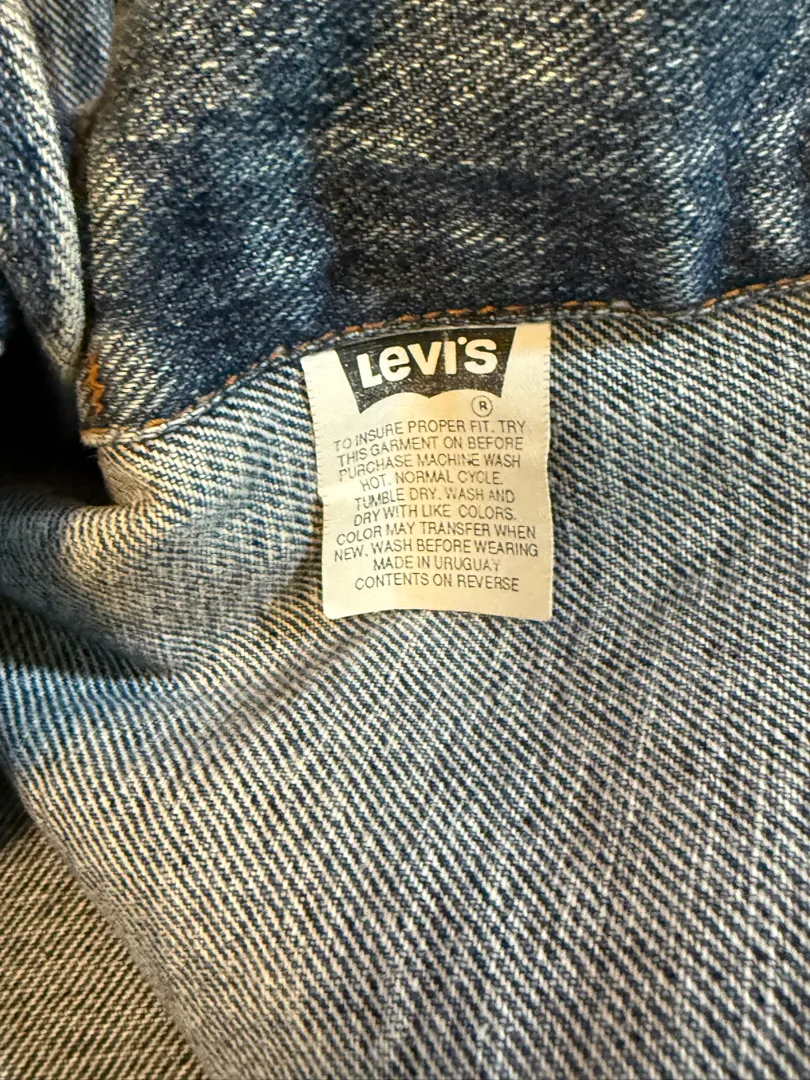 LEVI'S
®
TO INSURE PROPER FIT. TRY
THIS GARMENT ON BEFORE
PURCHASE MACHINE WASH
HOT. NORMAL CYCLE.
TUMBLE DRY. WASH AND
DRY WITH LIKE COLORS.
COLOR MAY TRANSFER WHEN
NEW. WASH BEFORE WEARING
MADE IN URUGUAY
CONTENTS ON REVERSE